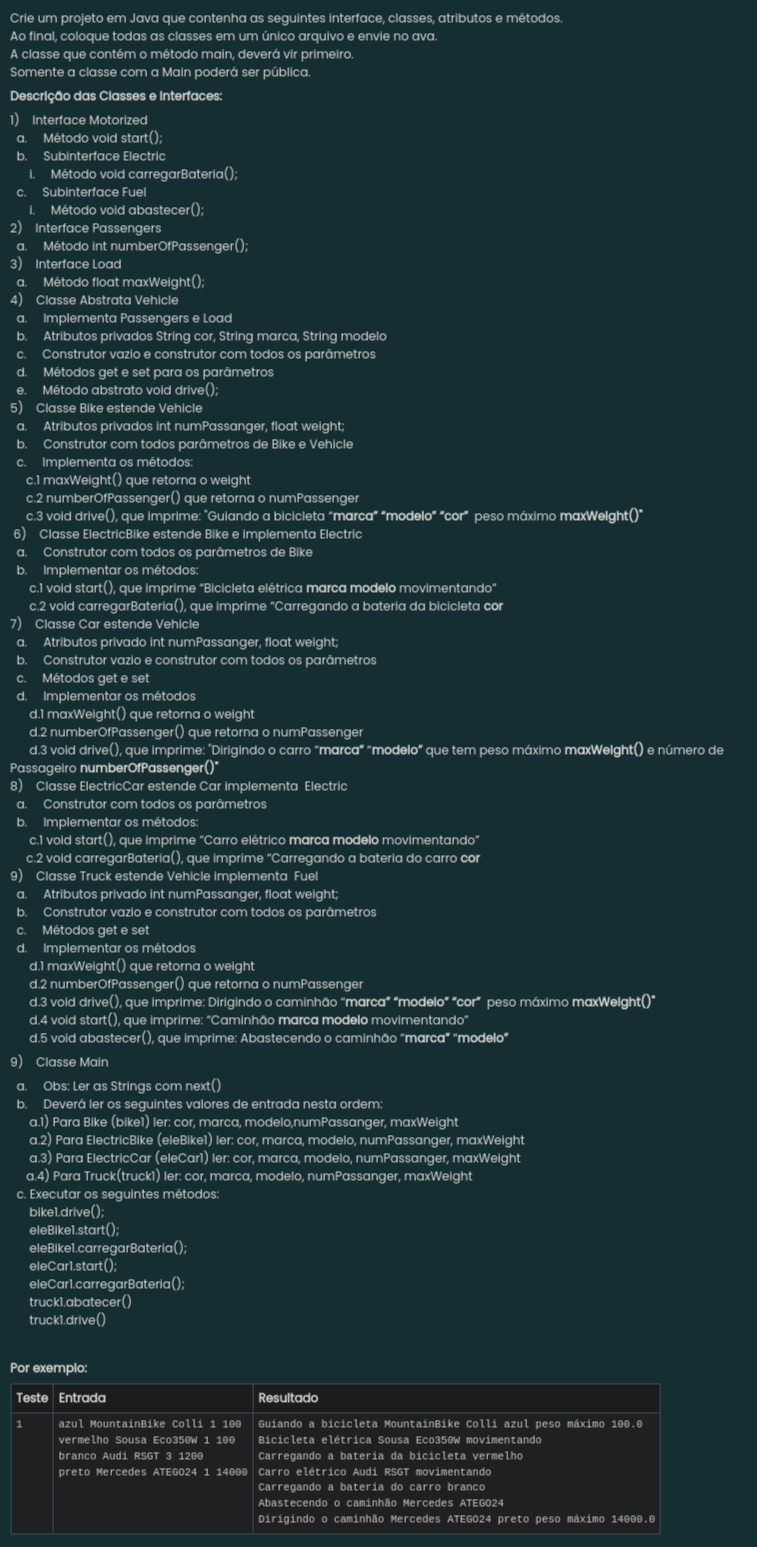 Crie um projeto em Java que contenha as seguintes interface, classes, atributos e métodos.
Ao final, coloque todas as classes em um único arquivo e envie no ava.
A classe que contém o método main, deverá vir primeiro.
Somente a classe com a Main poderá ser pública.
Descrição das Classes e Interfaces:
1) Interface Motorized
a. Método void start();
b. Subinterface Electric
i. Método void carregarBateria();
c. Subinterface Fuel
i. Método void abastecer();
2) Interface Passengers
a. Método int numberOfPassenger();
3) Interface Load
a. Método float maxWeight();
4) Classe Abstrata Vehicle
a. Implementa Passengers e Load
b. Atributos privados String cor, String marca, String modelo
c. Construtor vazio e construtor com todos os parâmetros
d. Métodos get e set para os parâmetros
e. Método abstrato void drive();
5) Classe Bike estende Vehicle
a. Atributos privados int numPassanger, float weight;
b. Construtor com todos parâmetros de Bike e Vehicle
c. Implementa os métodos:
c.1 maxWeight() que retorna o weight
c.2 numberOfPassenger() que retorna o numPassenger
c.3 void drive(), que imprime: "Guiando a bicicleta “marca” “modelo” “cor” peso máximo maxWeight()"
6) Classe ElectricBike estende Bike e implementa Electric
a. Construtor com todos os parâmetros de Bike
b. Implementar os métodos:
c.1 void start(), que imprime “Bicicleta elétrica marca modelo movimentando”
c.2 void carregarBateria(), que imprime “Carregando a bateria da bicicleta cor
7) Classe Car estende Vehicle
a. Atributos privado int numPassanger, float weight;
b. Construtor vazio e construtor com todos os parâmetros
c. Métodos get e set
d. Implementar os métodos
d.1 maxWeight() que retorna o weight
d.2 numberOfPassenger() que retorna o numPassenger
d.3 void drive(), que imprime: "Dirigindo o carro “marca” “modelo” que tem peso máximo maxWeight() e número de
Passageiro numberOfPassenger()"
8) Classe ElectricCar estende Car implementa Electric
a. Construtor com todos os parâmetros
b. Implementar os métodos:
c.1 void start(), que imprime “Carro elétrico marca modelo movimentando”
c.2 void carregarBateria(), que imprime “Carregando a bateria do carro cor
9) Classe Truck estende Vehicle implementa Fuel
a. Atributos privado int numPassanger, float weight;
b. Construtor vazio e construtor com todos os parâmetros
c. Métodos get e set
d. Implementar os métodos
d.1 maxWeight() que retorna o weight
d.2 numberOfPassenger() que retorna o numPassenger
d.3 void drive(), que imprime: Dirigindo o caminhão “marca” “modelo” “cor” peso máximo maxWeight()"
d.4 void start(), que imprime: “Caminhão marca modelo movimentando”
d.5 void abastecer(), que imprime: Abastecendo o caminhão “marca” “modelo”
9) Classe Main
a. Obs: Ler as Strings com next()
b. Deverá ler os seguintes valores de entrada nesta ordem:
a.1) Para Bike (bike1) ler: cor, marca, modelo,numPassanger, maxWeight
a.2) Para ElectricBike (eleBike1) ler: cor, marca, modelo, numPassanger, maxWeight
a.3) Para ElectricCar (eleCar1) ler: cor, marca, modelo, numPassanger, maxWeight
a.4) Para Truck(truck1) ler: cor, marca, modelo, numPassanger, maxWeight
c. Executar os seguintes métodos:
bike1.drive();
eleBike1.start();
eleBike1.carregarBateria();
eleCar1.start();
eleCar1.carregarBateria();
truck1.abatecer()
truck1.drive()
Por exemplo:
Teste Entrada Resultado
1 azul MountainBike Colli 1 100 Guiando a bicicleta MountainBike Colli azul peso máximo 100.0
vermelho Sousa Eco350W 1 100 Bicicleta elétrica Sousa Eco350W movimentando
branco Audi RSGT 3 1200 Carregando a bateria da bicicleta vermelho
preto Mercedes ATEGO24 1 14000 Carro elétrico Audi RSGT movimentando
Carregando a bateria do carro branco
Abastecendo o caminhão Mercedes ATEGO24
Dirigindo o caminhão Mercedes ATEGO24 preto peso máximo 14000.0